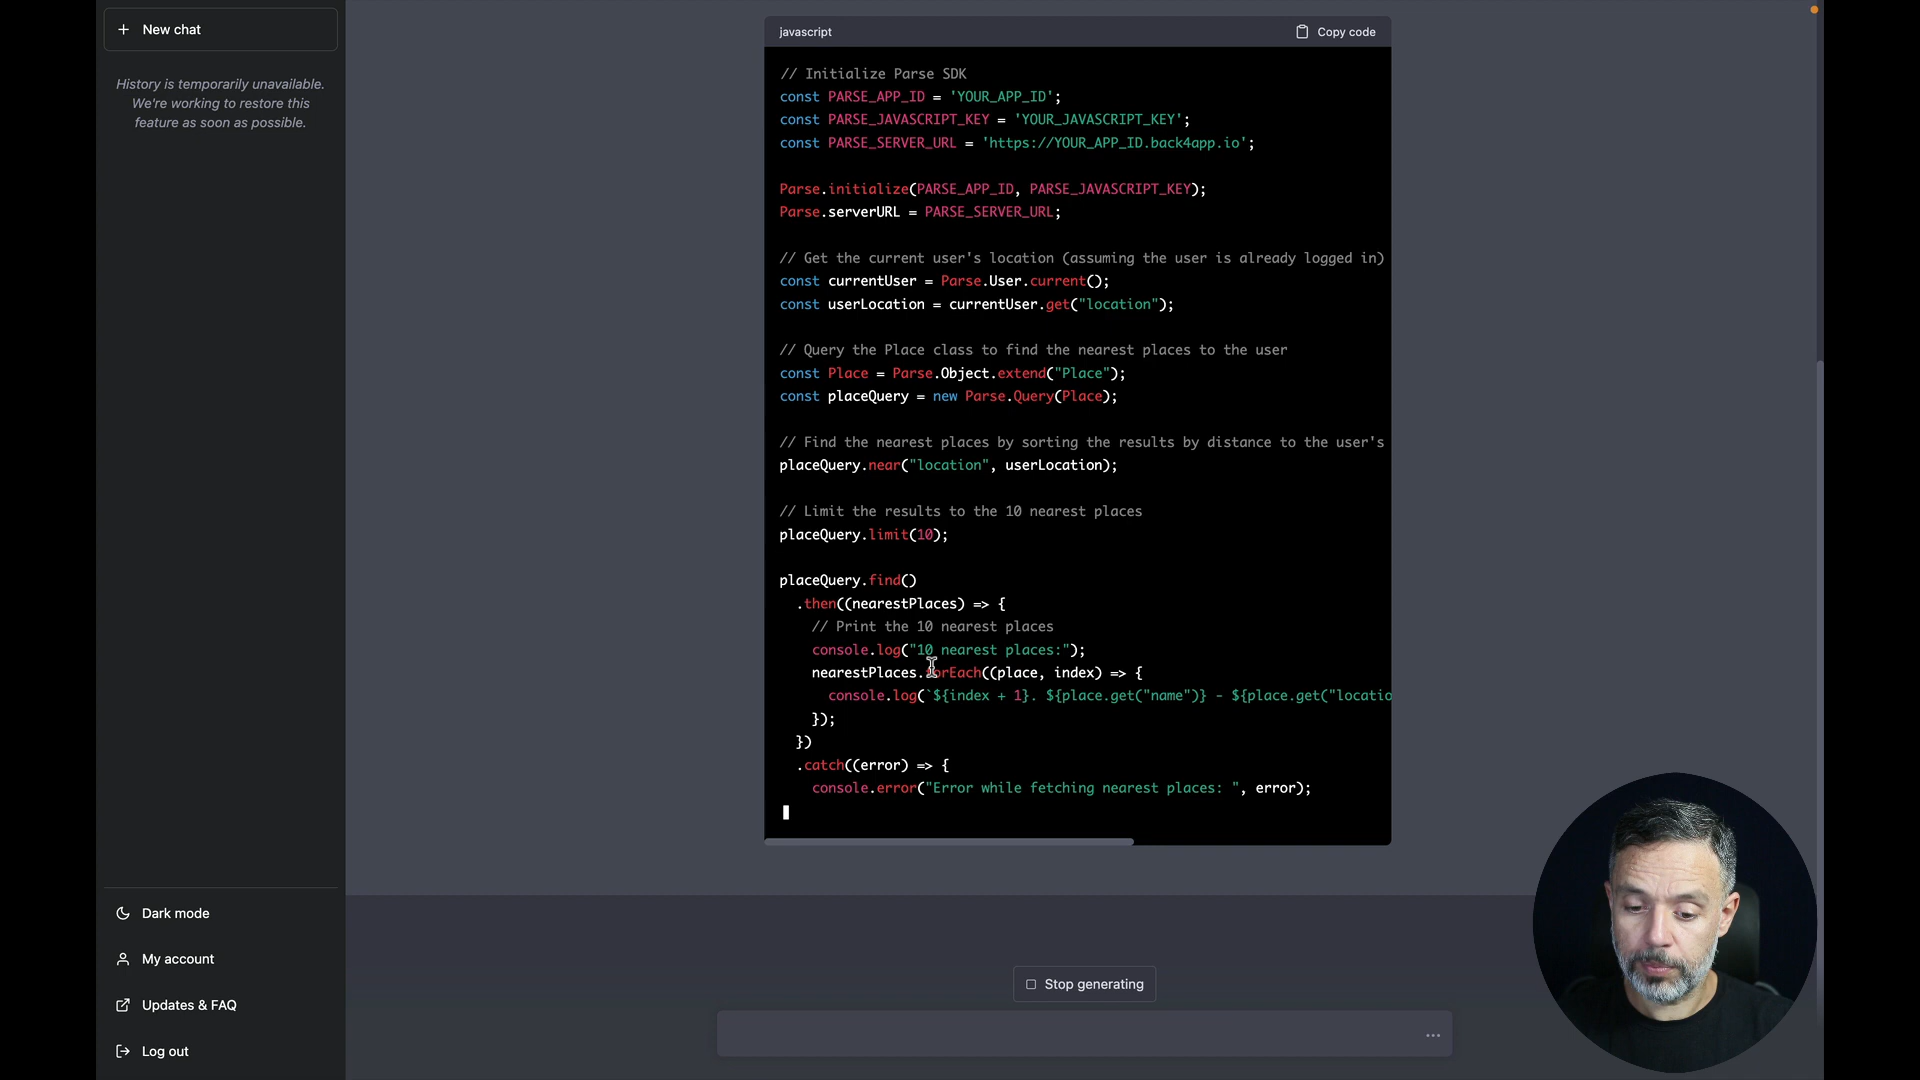 New chat
History is temporarily unavailable.
We're working to restore this
feature as soon as possible.
Dark mode
My account
Updates & FAQ
Log out
javascript
Copy code
// Initialize Parse SDK
const PARSE_APP_ID = 'YOUR_APP_ID';
const PARSE_JAVASCRIPT_KEY = 'YOUR_JAVASCRIPT_KEY';
const PARSE_SERVER_URL = 'https://YOUR_APP_ID.back4app.io';
Parse.initialize(PARSE_APP_ID, PARSE_JAVASCRIPT_KEY);
Parse.serverURL = PARSE_SERVER_URL;
// Get the current user's location (assuming the user is already logged in)
const currentUser = Parse.User.current();
const userLocation = currentUser.get("location");
// Query the Place class to find the nearest places to the user
const Place = Parse.Object.extend("Place");
const placeQuery = new Parse.Query(Place);
// Find the nearest places by sorting the results by distance to the user's
placeQuery.near("location", userLocation);
// Limit the results to the 10 nearest places
placeQuery.limit(10);
placeQuery.find()
.then((nearestPlaces) => {
// Print the 10 nearest places
console.log("10 nearest places:");
nearestPlaces.forEach((place, index) => {
console.log(`${index + 1}. ${place.get("name")} - ${place.get("locatio
});
})
.catch((error) => {
console.error("Error while fetching nearest places: ", error);
Stop generating